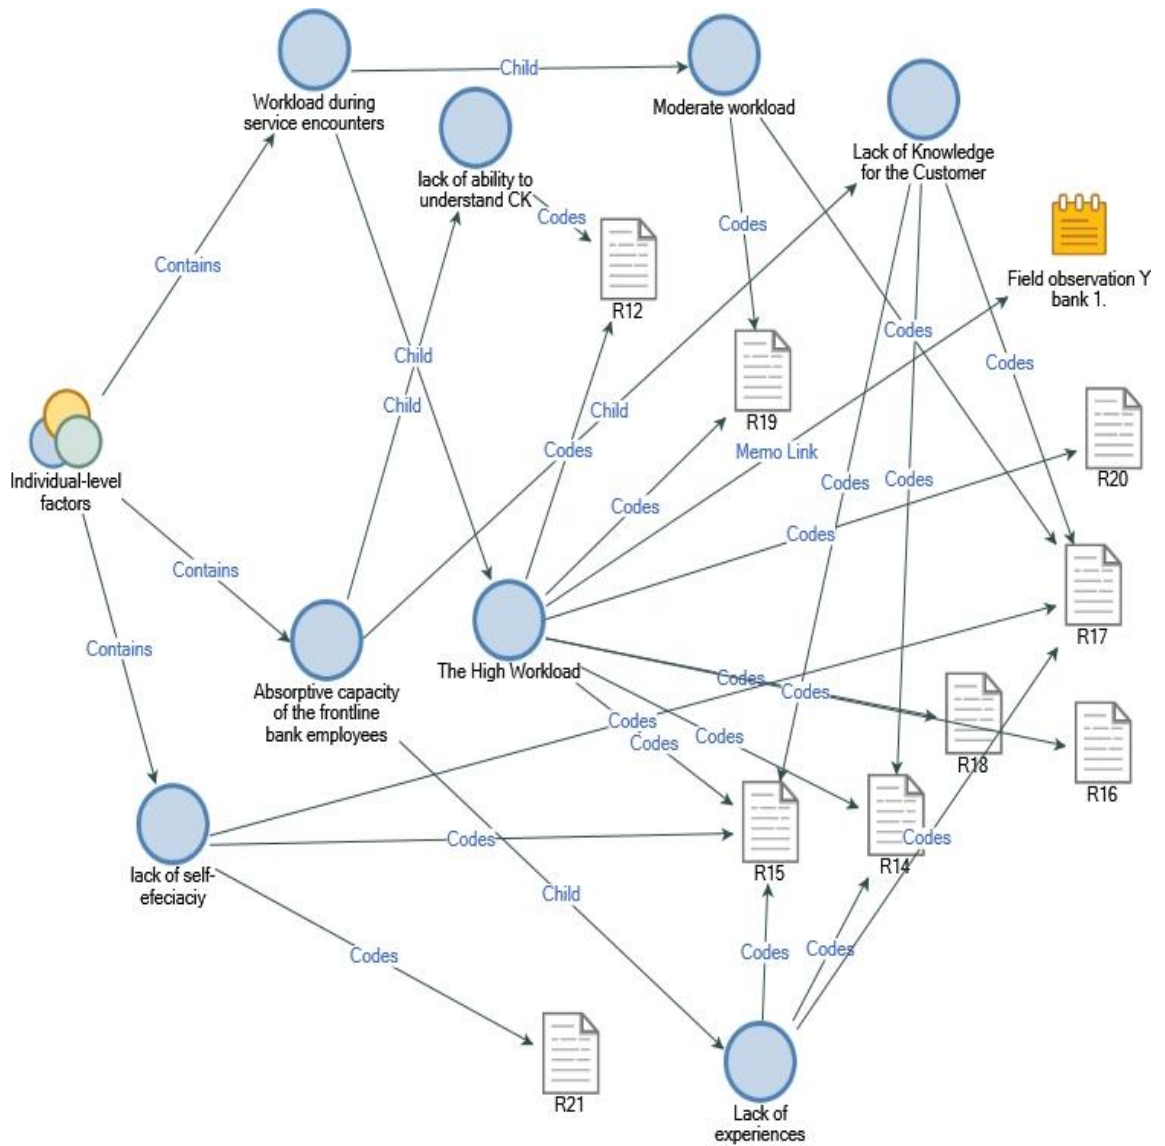 Child
Workload during
service encounters
Moderate workload
Lack of Knowledge
for the Customer
lack of ability to
understand CK
Codes
Codes
Contains
R12
Field observation Y
bank 1.
Codes
Codes
Child
Child
Child
R19
Codes
Memo Link
Individual-level
factors
R20
Codes
Codes
Codes
Codes
Contains
R17
Contains
The High Workload
Absorptive capacity
of the frontline
bank employees
Codes
Codes
Codes
Codes
Codes
R18
R16
Codes
Codes
lack of self-
efeciaciy
R15
R14
Child
Codes
Codes
Codes
R21
Lack of
experiences